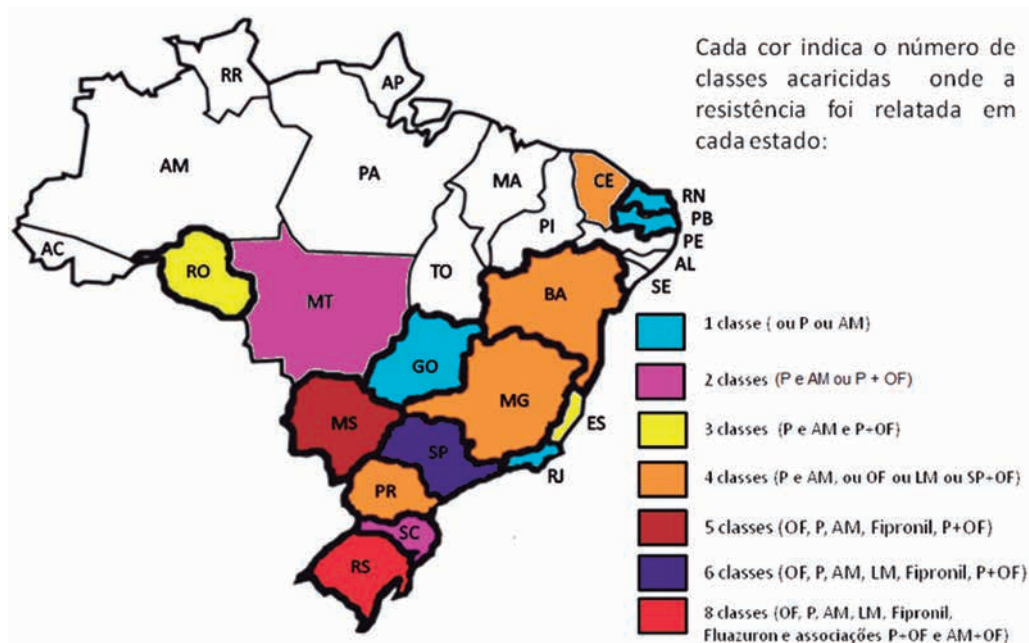 Cada cor indica o número de
classes acaricidas onde a
resistência foi relatada em
cada estado:
RR
AP
AM
PA
MA
CE
RN
PB
PE
AL
SE
PI
AC
RO
TO
BA
MT
GO
MG
ES
MS
SP
RJ
PR
SC
RS
1 classe ( ou P ou AM)
2 classes (P e AM ou P + OF)
3 classes (P e AM e P+OF)
4 classes (P e AM, ou OF ou LM ou SP+OF)
5 classes (OF, P, AM, Fipronil, P+OF)
6 classes (OF, P, AM, LM, Fipronil, P+OF)
8 classes (OF, P, AM, LM, Fipronil,
Fluazuron e associações P+OF e AM+OF)